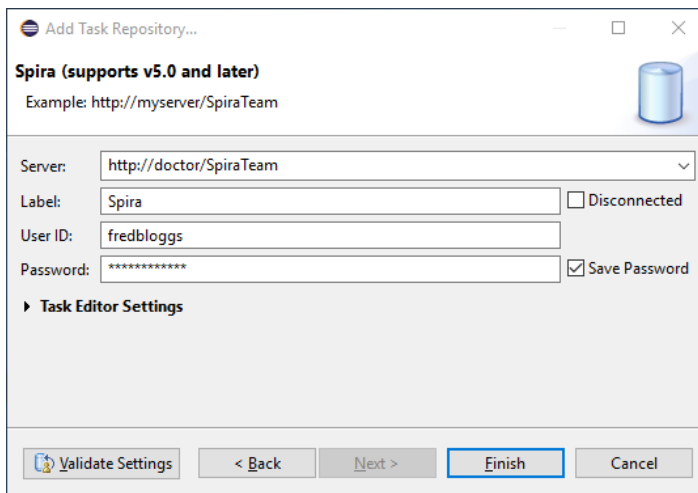 Add Task Repository...
Spira (supports v5.0 and later)
Example: http://myserver/SpiraTeam
Server: http://doctor/SpiraTeam
Label: Spira Disconnected
User ID: fredbloggs
Password: ************ Save Password
Task Editor Settings
Validate Settings < Back Next > Finish Cancel